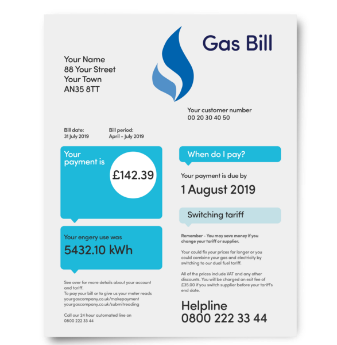 Gas Bill
Your Name
88 Your Street
Your Town
AN35 8TT
Your customer number
00 20 30 40 50
Bill date:
31 July 2019
Bill period:
April - July 2019
Your
payment is
£142.39
When do I pay?
Your payment is due by
1 August 2019
Switching tariff
Your engery use was
5432.10 kWh
Remember - You may save money if you
change your tariff or supplier.
Your could fix your prices for longer or you
could combine your gas and electricity by
switching to our dual fuel tariff.
All of the prices include VAT and any other
discounts. You will be charged an exit fee of
£30.00 if you switch supplier before your tariffs
end date.
See over for more details about your account
and tariff
To pay your bill or to give us your meter reads
yourgascompany.co.uk/makepayment
yourgascompany.co.uk/submitreading
Call our 24 hour automated line on
0800 222 33 44
Helpline
0800 222 33 44